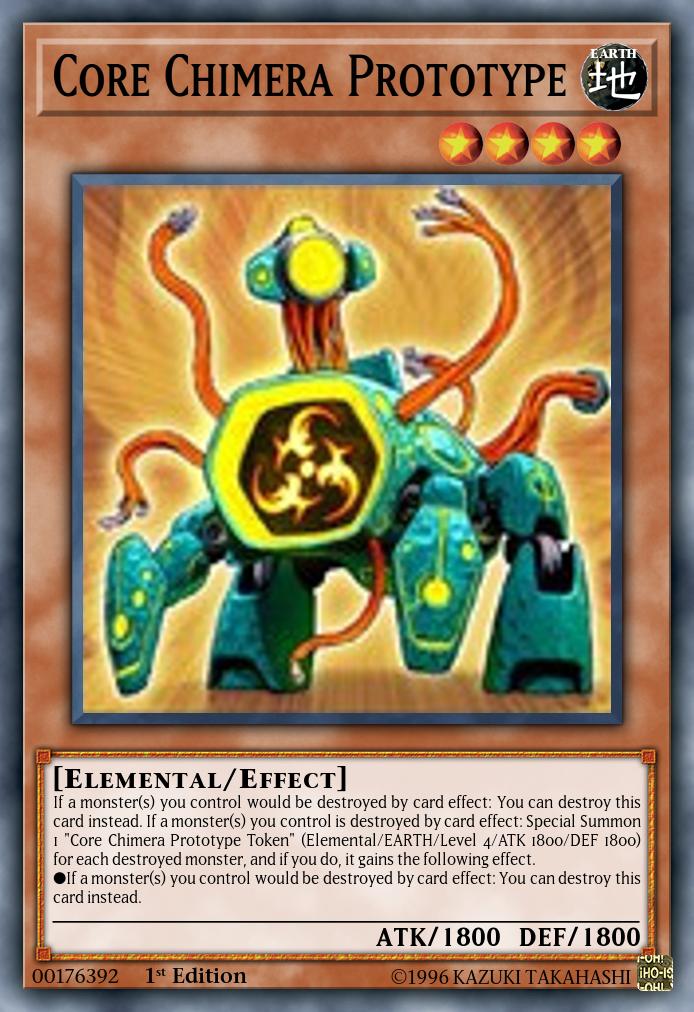 Core Chimera Prototype
EARTH
地
[Elemental/Effect]
If a monster(s) you control would be destroyed by card effect: You can destroy this
card instead. If a monster(s) you control is destroyed by card effect: Special Summon
1 "Core Chimera Prototype Token" (Elemental/EARTH/Level 4/ATK 1800/DEF 1800)
for each destroyed monster, and if you do, it gains the following effect.
●If a monster(s) you control would be destroyed by card effect: You can destroy this
card instead.
ATK/1800 DEF/1800
00176392 1st Edition ©1996 KAZUKI TAKAHASHI